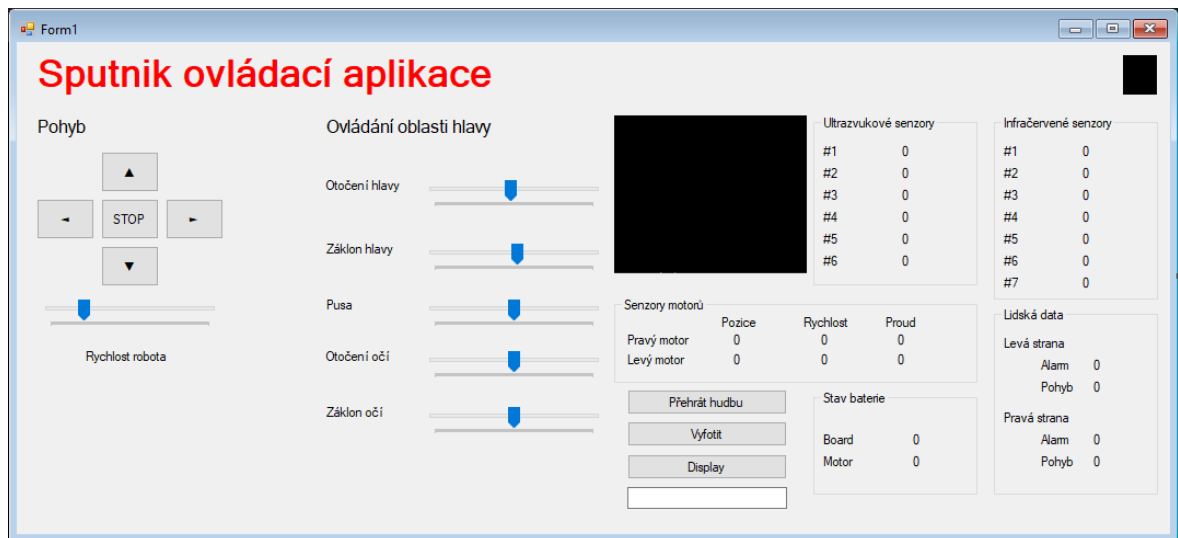 Form1
Sputnik ovládací aplikace
Pohyb
▲
◄ STOP ►
▼
Rychlost robota
Ovládání oblasti hlavy
Otočení hlavy
Záklon hlavy
Pusa
Otočení očí
Záklon očí
Ultrazvukové senzory
#1 0
#2 0
#3 0
#4 0
#5 0
#6 0
Infračervené senzory
#1 0
#2 0
#3 0
#4 0
#5 0
#6 0
#7 0
Senzory motorů
Pozice Rychlost Proud
Pravý motor 0 0 0
Levý motor 0 0 0
Přehrát hudbu
Vyfotit
Display
Stav baterie
Board 0
Motor 0
Lidská data
Levá strana
Alarm 0
Pohyb 0
Pravá strana
Alarm 0
Pohyb 0